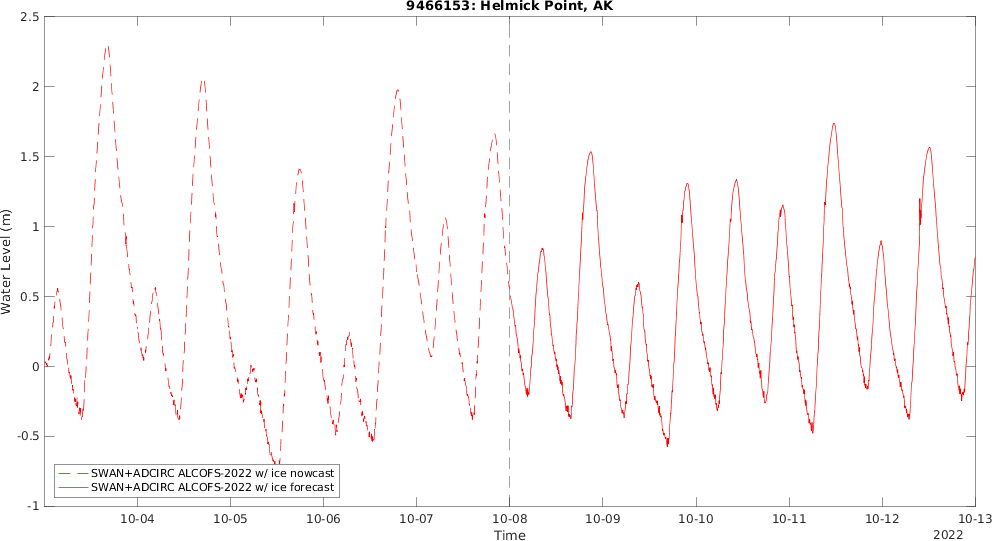 9466153: Helmick Point, AK
2.5
2
1.5
1
0.5
0
-0.5
-1
Water Level (m)
SWAN+ADCIRC ALCOFS-2022 w/ ice nowcast
SWAN+ADCIRC ALCOFS-2022 w/ ice forecast
10-04 10-05 10-06 10-07 10-08 10-09 10-10 10-11 10-12 10-13
Time
2022